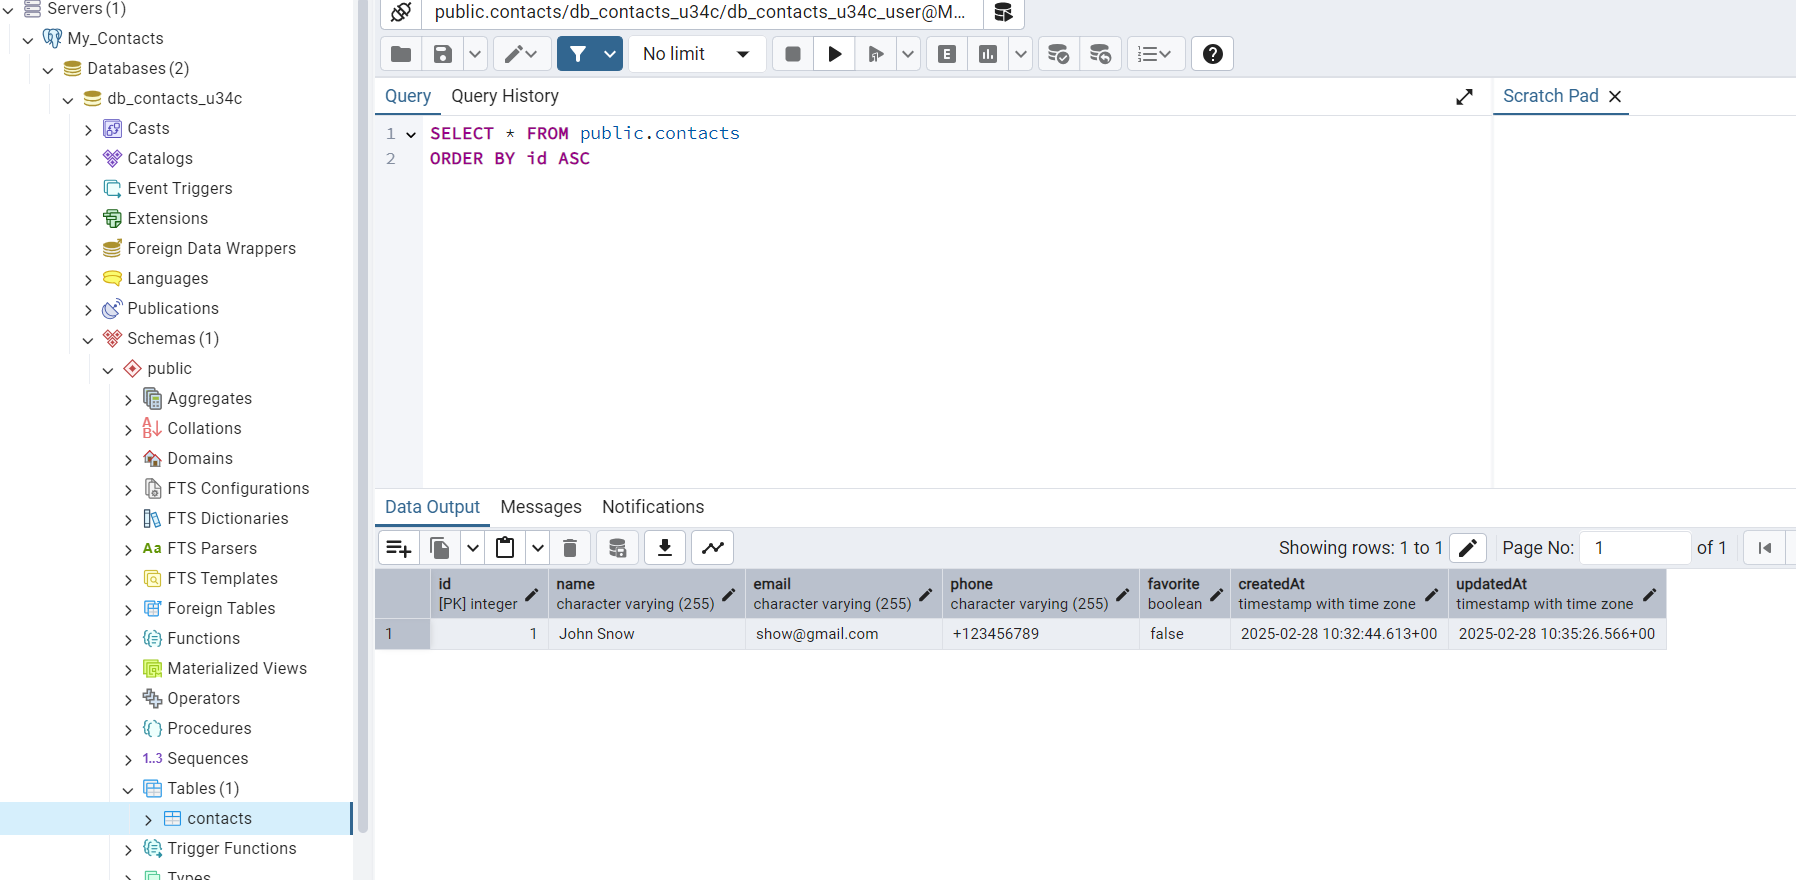 Servers (1)
My_Contacts
Databases (2)
db_contacts_u34c
Casts
Catalogs
Event Triggers
Extensions
Foreign Data Wrappers
Languages
Publications
Schemas (1)
public
Aggregates
Collations
Domains
FTS Configurations
FTS Dictionaries
Aa FTS Parsers
FTS Templates
Foreign Tables
Functions
Materialized Views
Operators
Procedures
1..3 Sequences
Tables (1)
contacts
Trigger Functions
Types
public.contacts/db_contacts_u34c/db_contacts_u34c_user@M...
No limit
E
Query Query History
Scratch Pad
1 SELECT * FROM public.contacts
2 ORDER BY id ASC
Data Output Messages Notifications
Showing rows: 1 to 1 Page No: 1 of 1
id name email phone favorite createdAt updatedAt
[PK] integer character varying (255) character varying (255) character varying (255) boolean timestamp with time zone timestamp with time zone
1 1 John Snow show@gmail.com +123456789 false 2025-02-28 10:32:44.613+00 2025-02-28 10:35:26.566+00